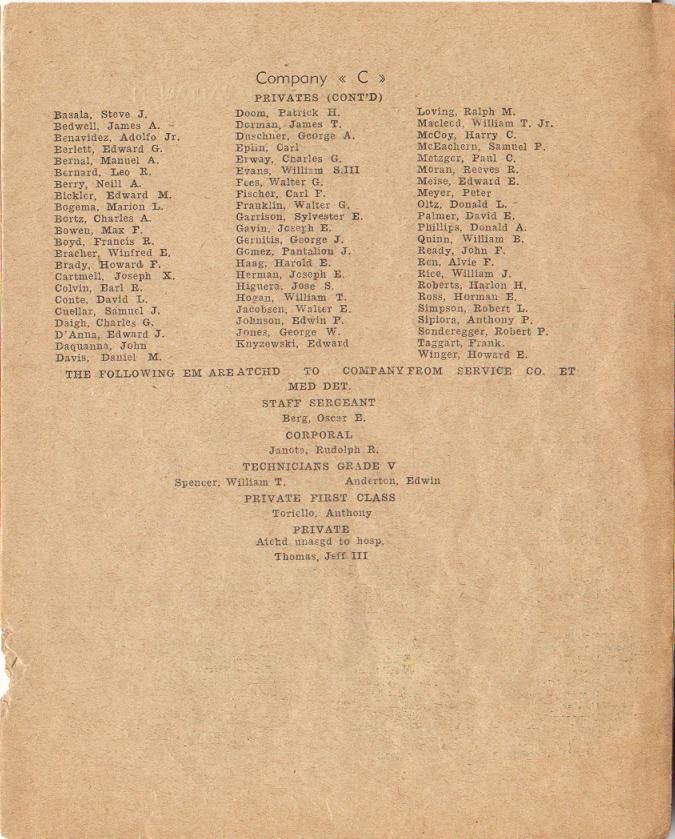 Company « C »
PRIVATES (CONT'D)
Basala, Steve J.
Bedwell, James A.
Benavidez, Adolfo Jr.
Berlett, Edward G.
Bernal, Manuel A.
Bernard, Leo R.
Berry, Neill A.
Bickler, Edward M.
Bogema, Marion L.
Bortz, Charles A.
Bowen, Max F.
Boyd, Francis R.
Bracher, Winfred E.
Brady, Howard F.
Cartmell, Joseph X.
Colvin, Earl R.
Conte, David L.
Cuellar, Samuel J.
Daigh, Charles G.
D'Anna, Edward J.
Daquanna, John
Davis, Daniel M.
Doom, Patrick H.
Dorman, James T.
Duschner, George A.
Eplin, Carl
Erway, Charles G.
Evans, William S.III
Fees, Walter G.
Fischer, Carl F.
Franklin, Walter G.
Garrison, Sylvester E.
Gavin, Joseph E.
Gernitis, George J.
Gomez, Pantalion J.
Haag, Harold E.
Herman, Joseph E.
Higuera, Jose S.
Hogan, William T.
Jacobsen, Walter E.
Johnson, Edwin F.
Jones, George W.
Knyzewski, Edward
Loving, Ralph M.
Macleod, William T. Jr.
McCoy, Harry C.
McEachern, Samuel P.
Metzger, Paul C.
Moran, Reeves R.
Meise, Edward E.
Meyer, Peter
Oltz, Donald L.
Palmer, David E.
Phillips, Donald A.
Quinn, William B.
Ready, John F.
Ren, Alvie F.
Rice, William J.
Roberts, Harlon H.
Ross, Horman E.
Simpson, Robert L.
Sipiora, Anthony P.
Sonderegger, Robert P.
Taggart, Frank.
Winger, Howard E.
THE FOLLOWING EM ARE ATCHD TO COMPANY FROM SERVICE CO. ET
MED DET.
STAFF SERGEANT
Berg, Oscar E.
CORPORAL
Janota, Rudolph R.
TECHNICIANS GRADE V
Spencer, William T. Anderton, Edwin
PRIVATE FIRST CLASS
Toriello, Anthony
PRIVATE
Atchd unasgd to hosp.
Thomas, Jeff III